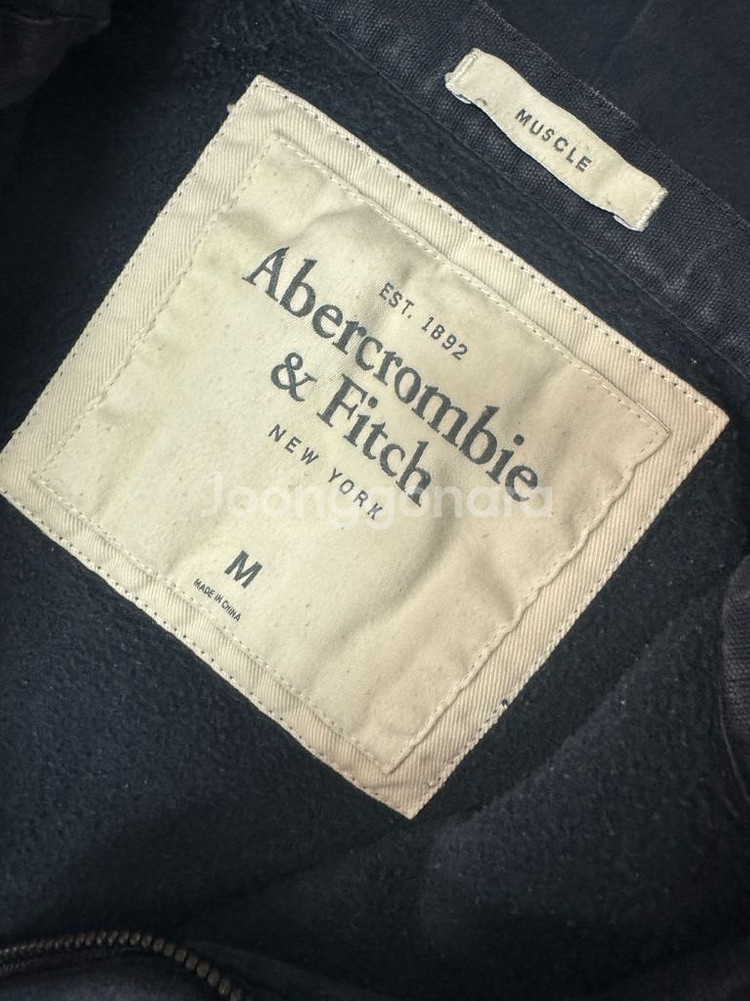 MUSCLE
EST. 1892
Abercrombie
& Fitch
NEW YORK
M
MADE IN CHINA
Joonggonara